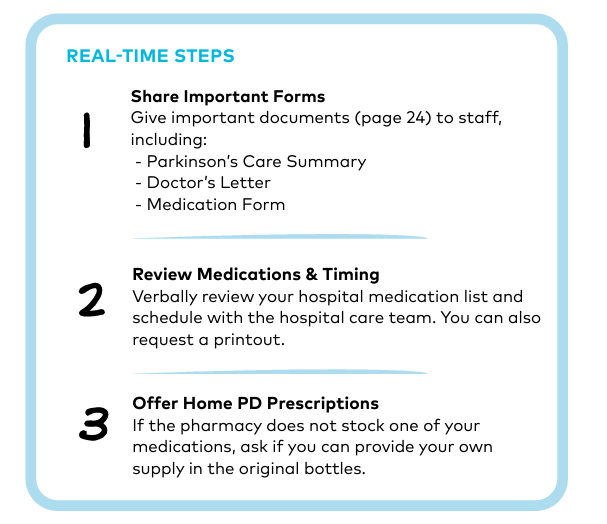 REAL-TIME STEPS
1
Share Important Forms
Give important documents (page 24) to staff,
including:
- Parkinson’s Care Summary
- Doctor’s Letter
- Medication Form
2
Review Medications & Timing
Verbally review your hospital medication list and
schedule with the hospital care team. You can also
request a printout.
3
Offer Home PD Prescriptions
If the pharmacy does not stock one of your
medications, ask if you can provide your own
supply in the original bottles.